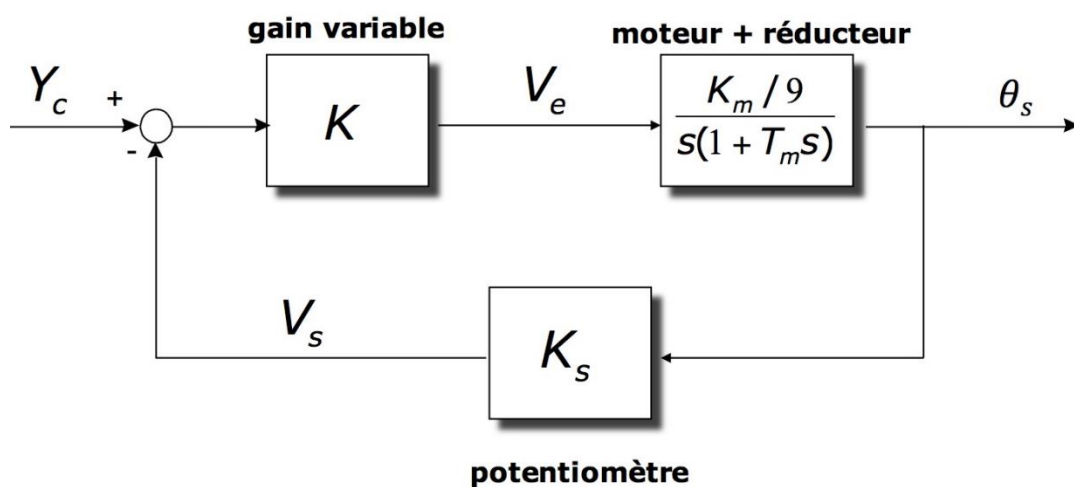 gain variable
moteur + réducteur
Y_c
+
-
K
V_e
K_m / 9
s(1 + T_m s)
θ_s
V_s
K_s
potentiomètre